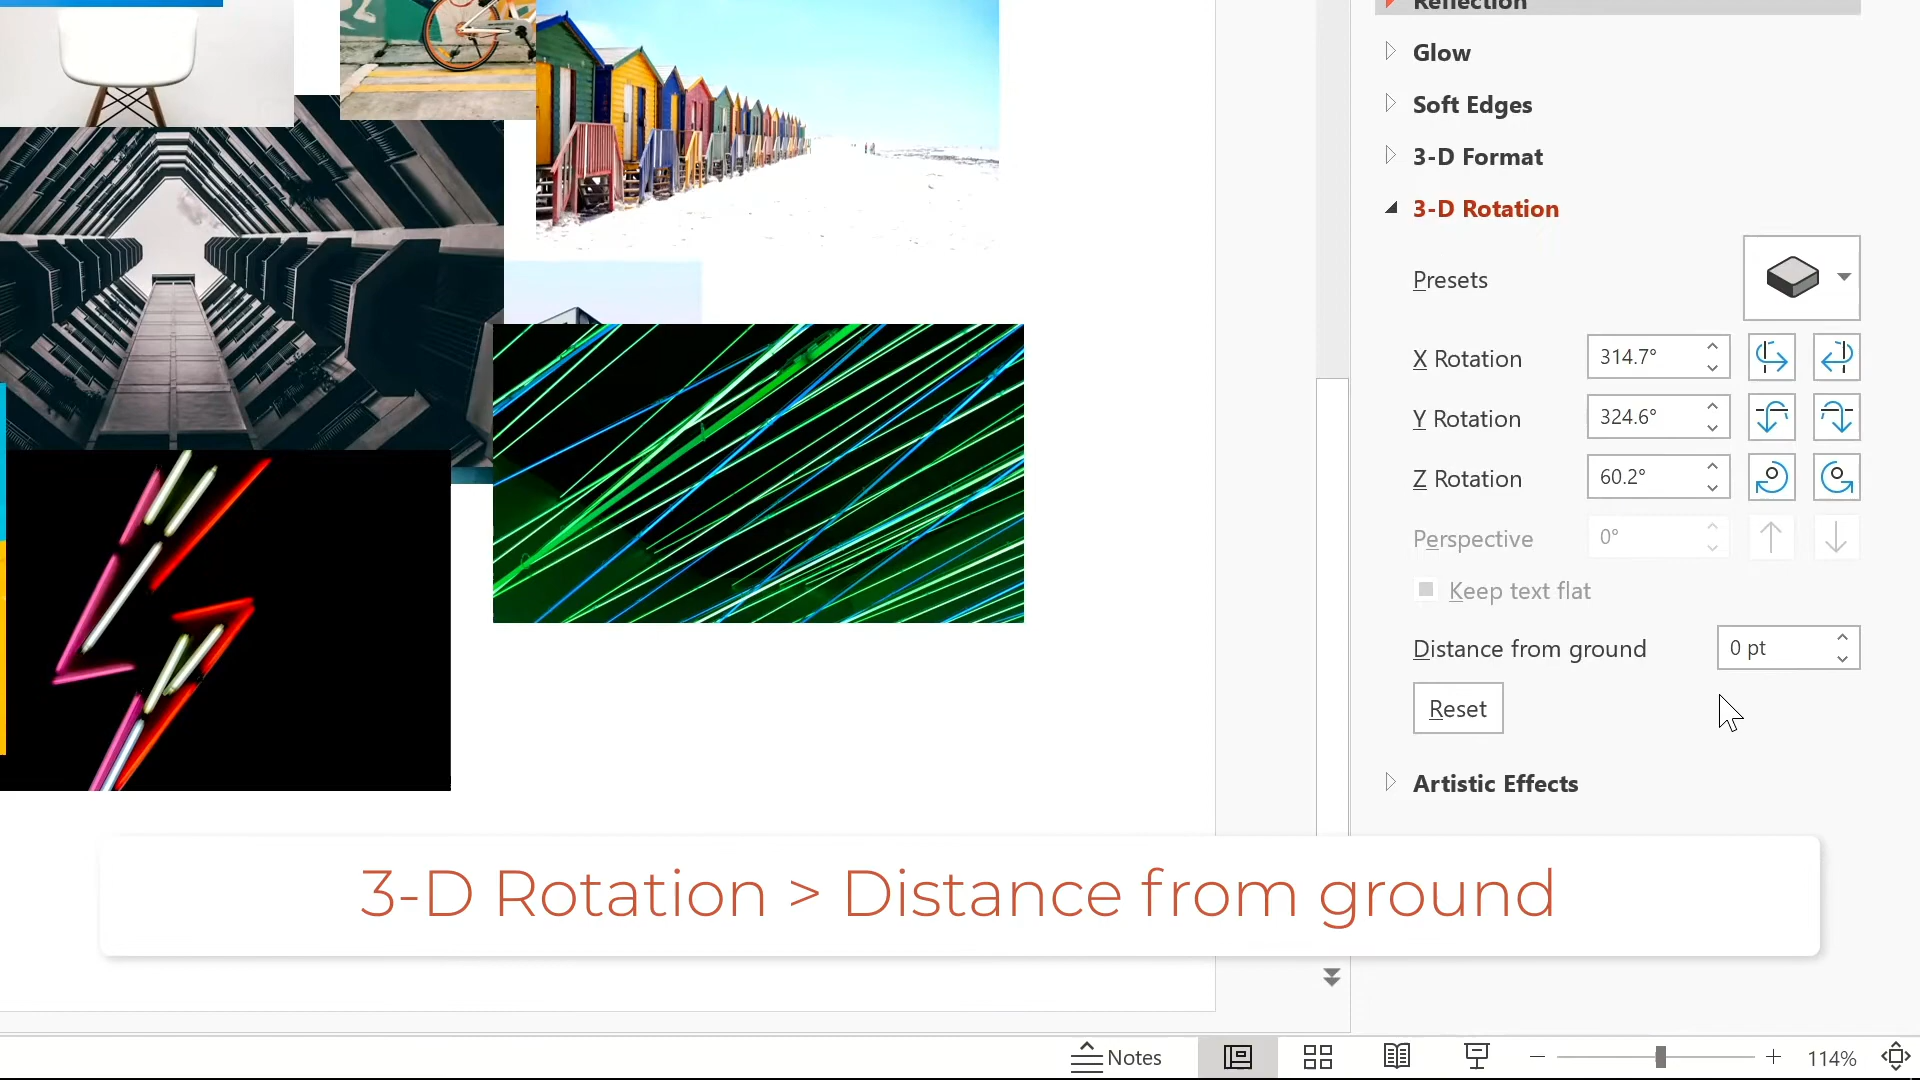 Reflection
Glow
Soft Edges
3-D Format
3-D Rotation
Presets
X Rotation 314.7°
Y Rotation 324.6°
Z Rotation 60.2°
Perspective 0°
Keep text flat
Distance from ground 0 pt
Reset
Artistic Effects
3-D Rotation > Distance from ground
Notes
114%